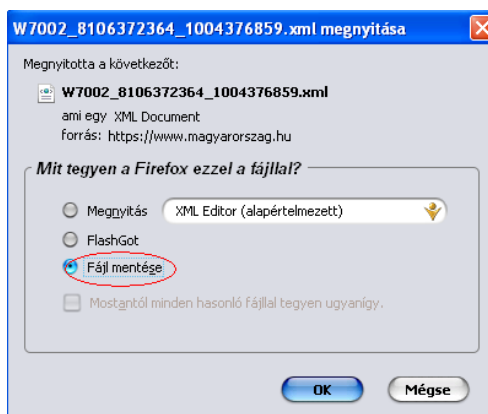 W7002_8106372364_1004376859.xml megnyitása
Megnyitotta a következőt:
W7002_8106372364_1004376859.xml
ami egy XML Document
forrás: https://www.magyarorszag.hu
Mit tegyen a Firefox ezzel a fájllal?
Megnyitás XML Editor (alapértelmezett)
FlashGot
Fájl mentése
Mostantól minden hasonló fájllal tegyen ugyanígy.
OK Mégse